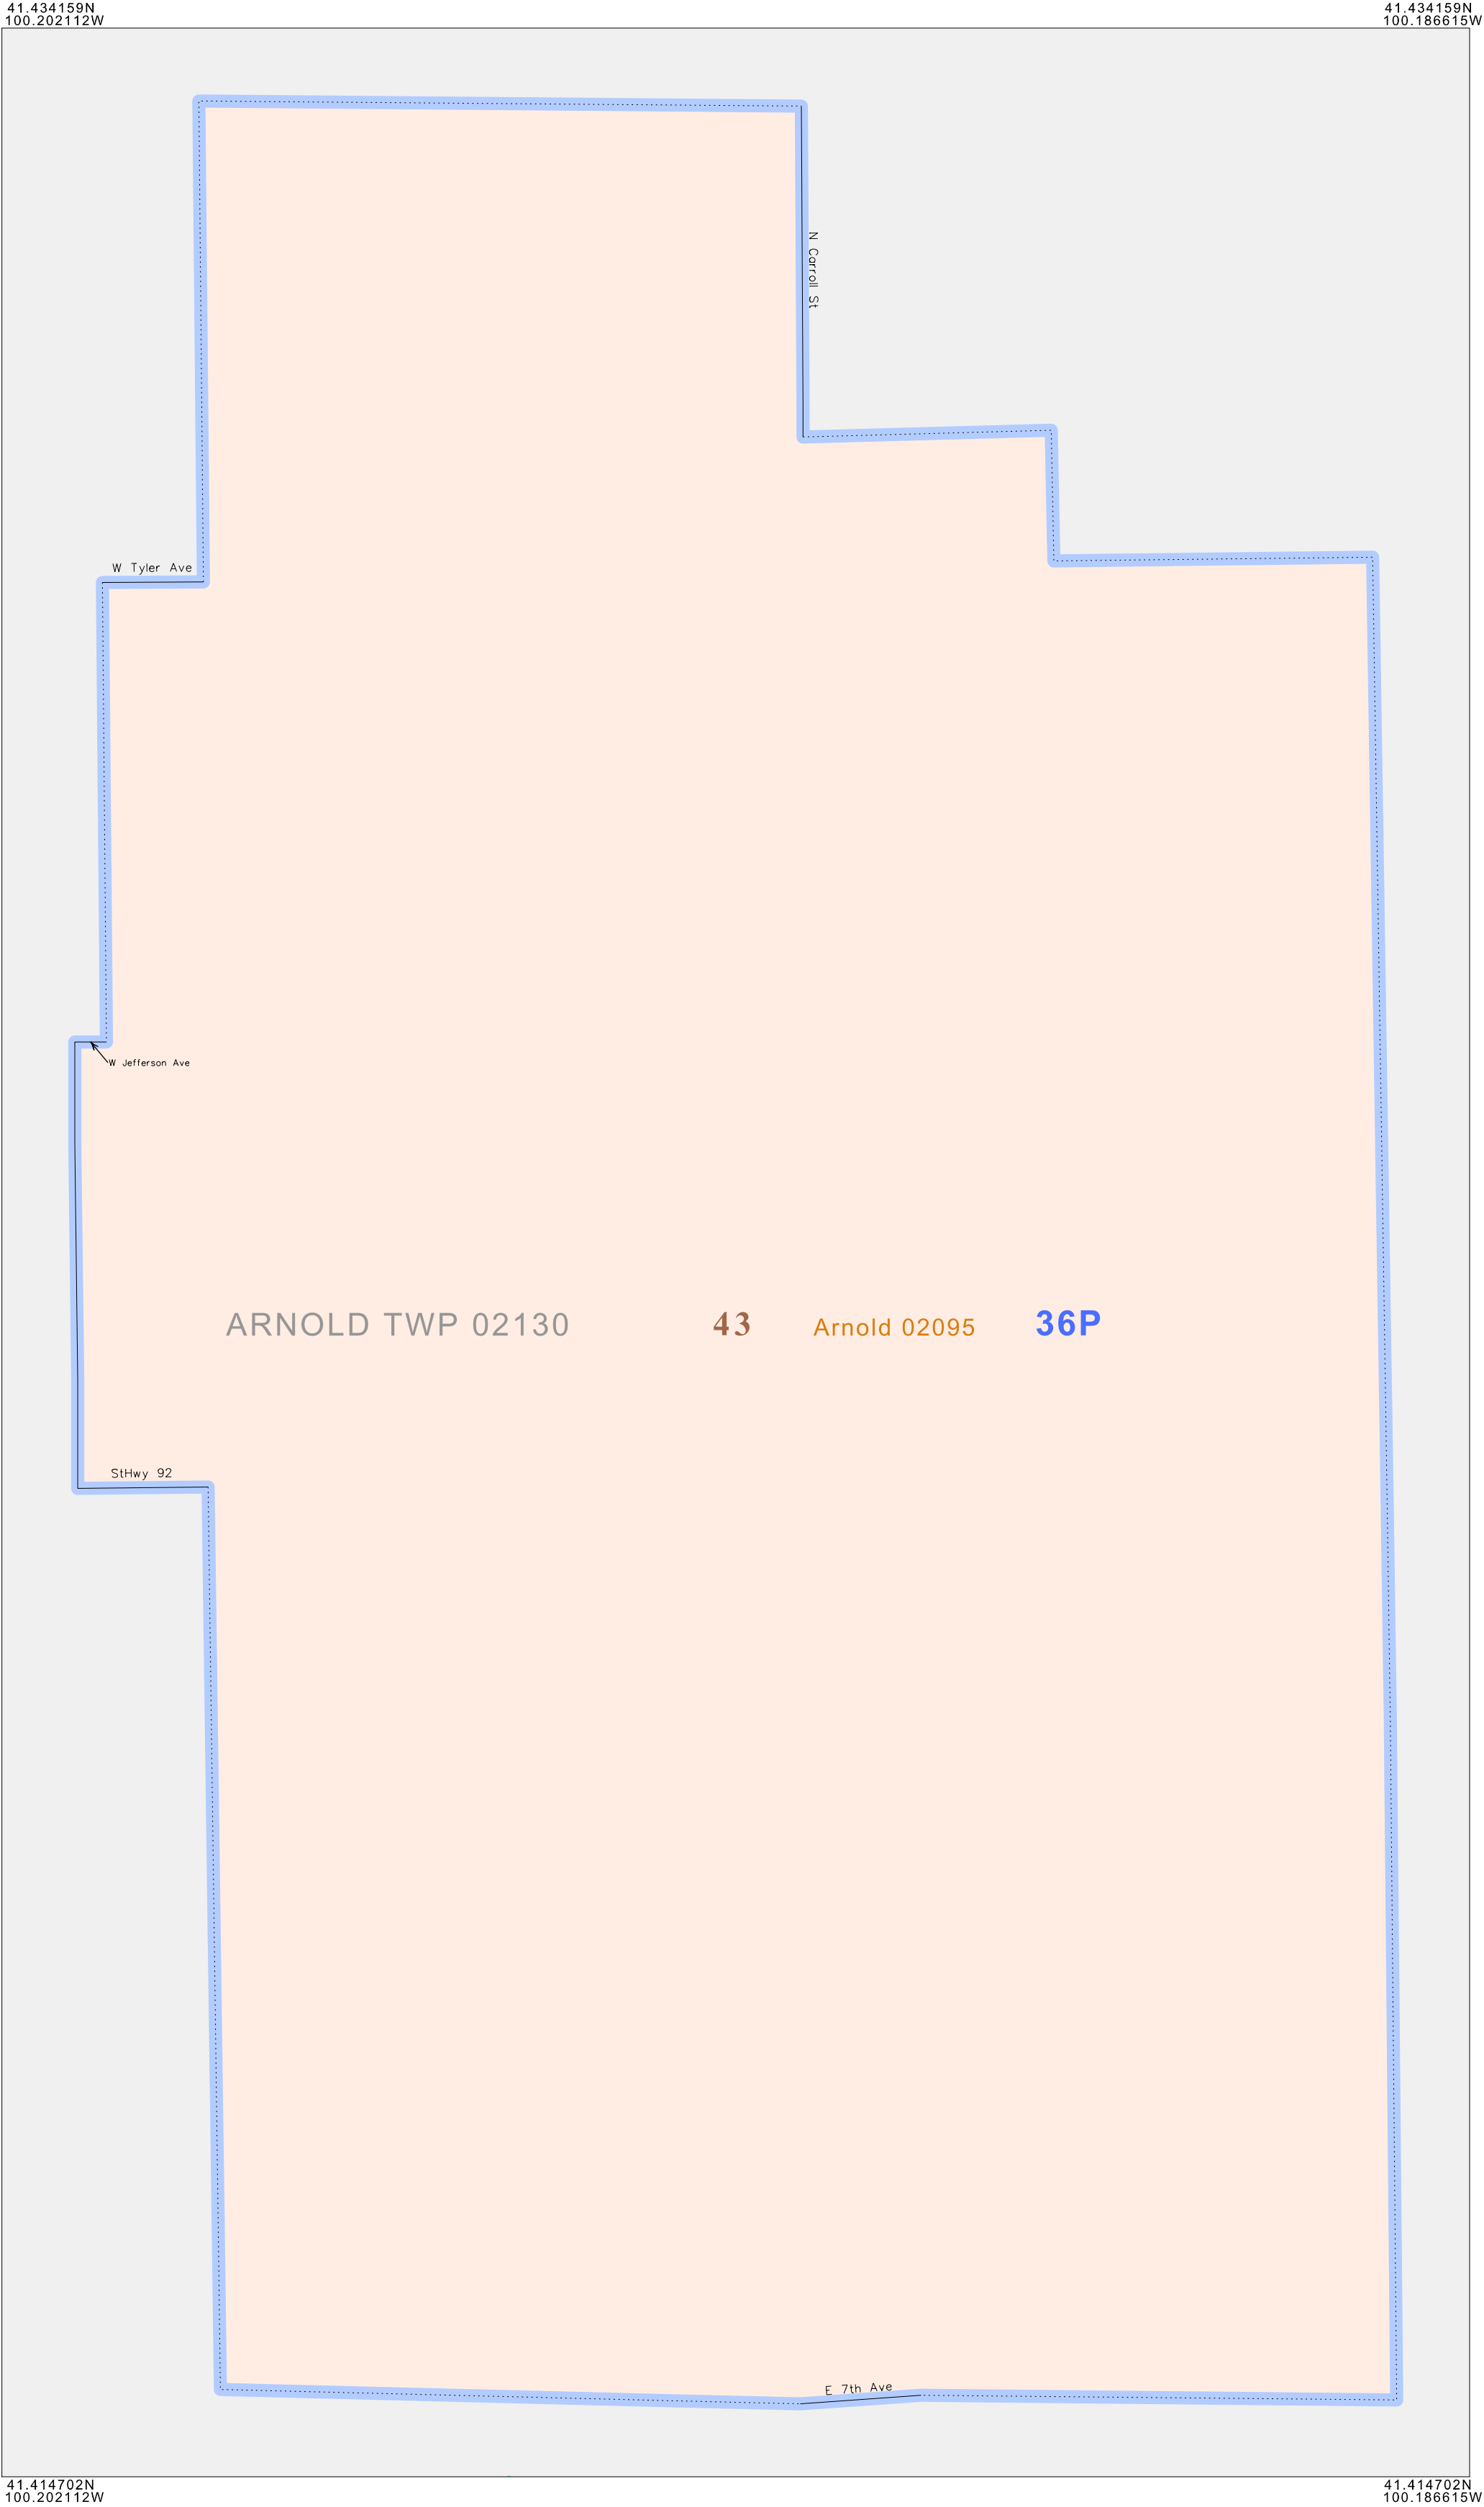 41.434159N
100.202112W
41.434159N
100.186615W
N Carroll St
W Tyler Ave
W Jefferson Ave
ARNOLD TWP 02130 43 Arnold 02095 36P
StHwy 92
E 7th Ave
41.414702N
100.202112W
41.414702N
100.186615W